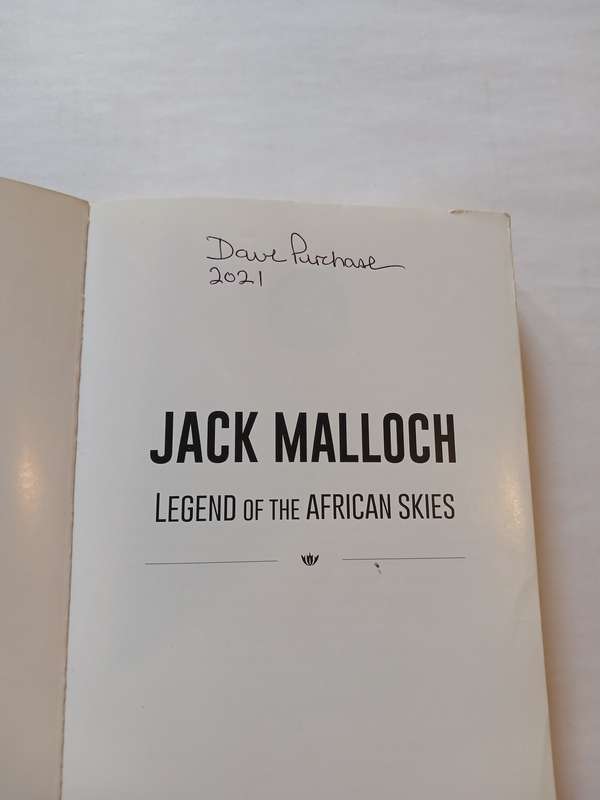 Dave Purchase
2021
JACK MALLOCH
LEGEND OF THE AFRICAN SKIES